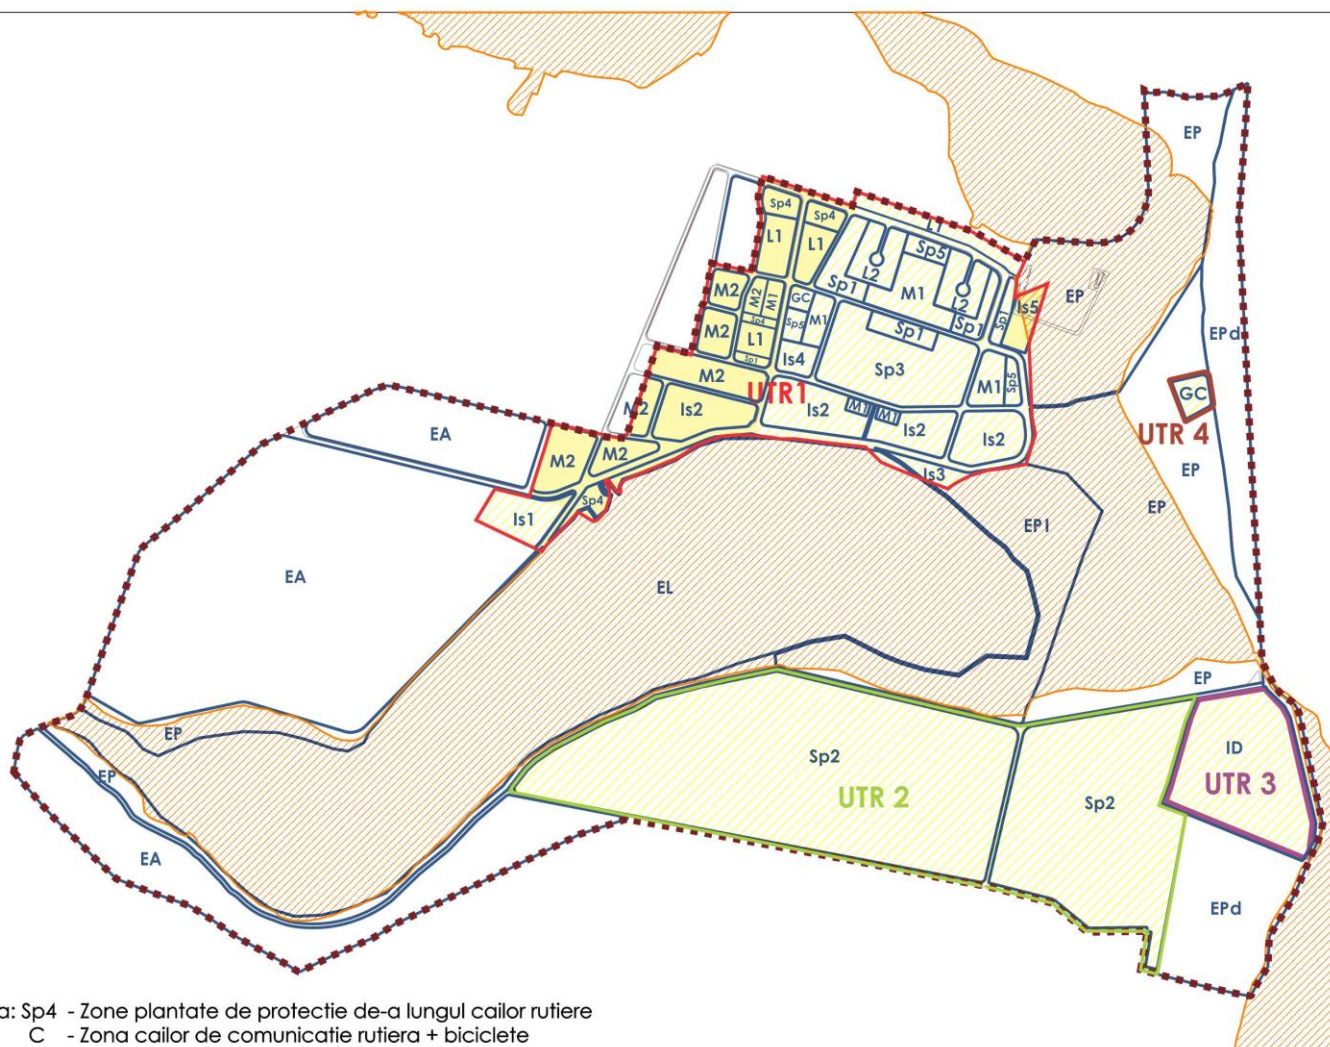 EP
Sp4
Sp4
L1
L1
L1
Sp5
L2
L2
Sp1
M1
Sp1
Sp1
EP
Is5
M2
M2
M1
GC
Sp5
M1
Sp4
L1
Sp1
M2
Is4
Sp1
Sp3
M1
Sp5
EPd
M2
UTR1
M2
Is2
Is2
M1
M1
Is2
Is2
GC
UTR 4
EA
M2
M2
Is3
EP
Sp4
Is1
EP
EPI
EA
EL
EP
EP
EP
Sp2
UTR 2
Sp2
ID
UTR 3
EA
EPd
a: Sp4 - Zone plantate de protectie de-a lungul cailor rutiere
C - Zona cailor de comunicatie rutiera + biciclete